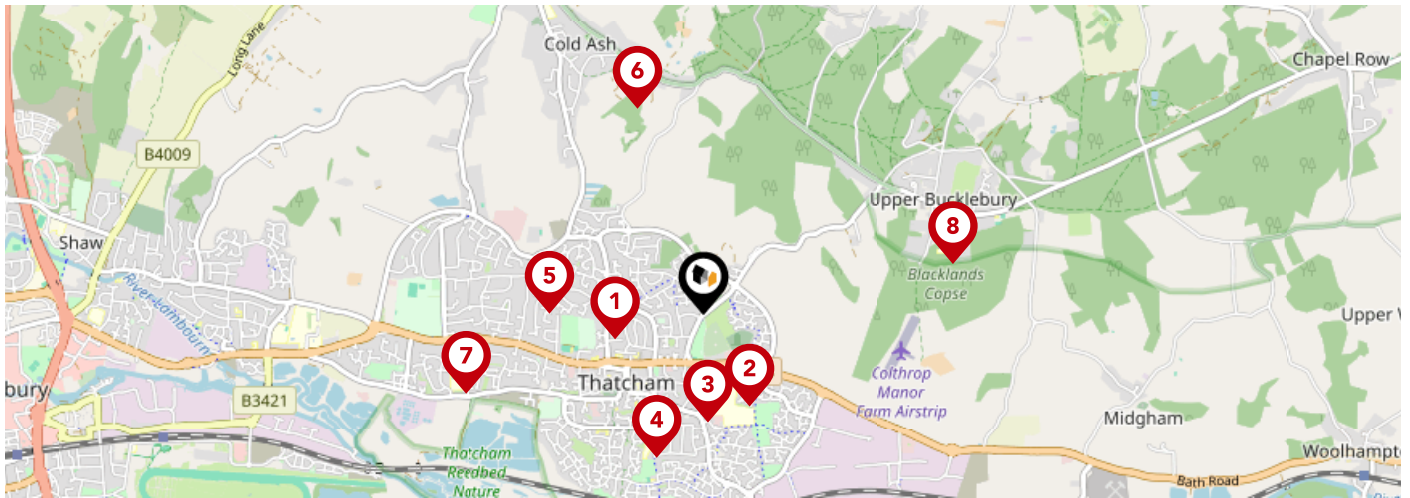 Long Lane
Cold Ash
6
Chapel Row
B4009
Upper Bucklebury
8
Shaw
Blacklands
Copse
5
1
River Lambourn
Upper
7
Thatcham
2
3
Colthrop
Manor
Farm Airstrip
bury
B3421
4
Midgham
Thatcham
Reedbed
Nature
Woolhampt
Bath Road